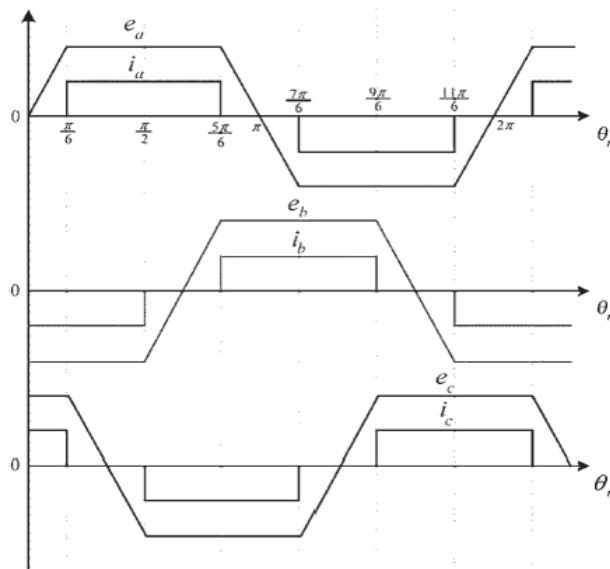 e_a
i_a
7π/6 9π/6 11π/6
0
π/6 π/2 5π/6 π 2π θ_r
e_b
i_b
0
θ_r
e_c
i_c
0
θ_r